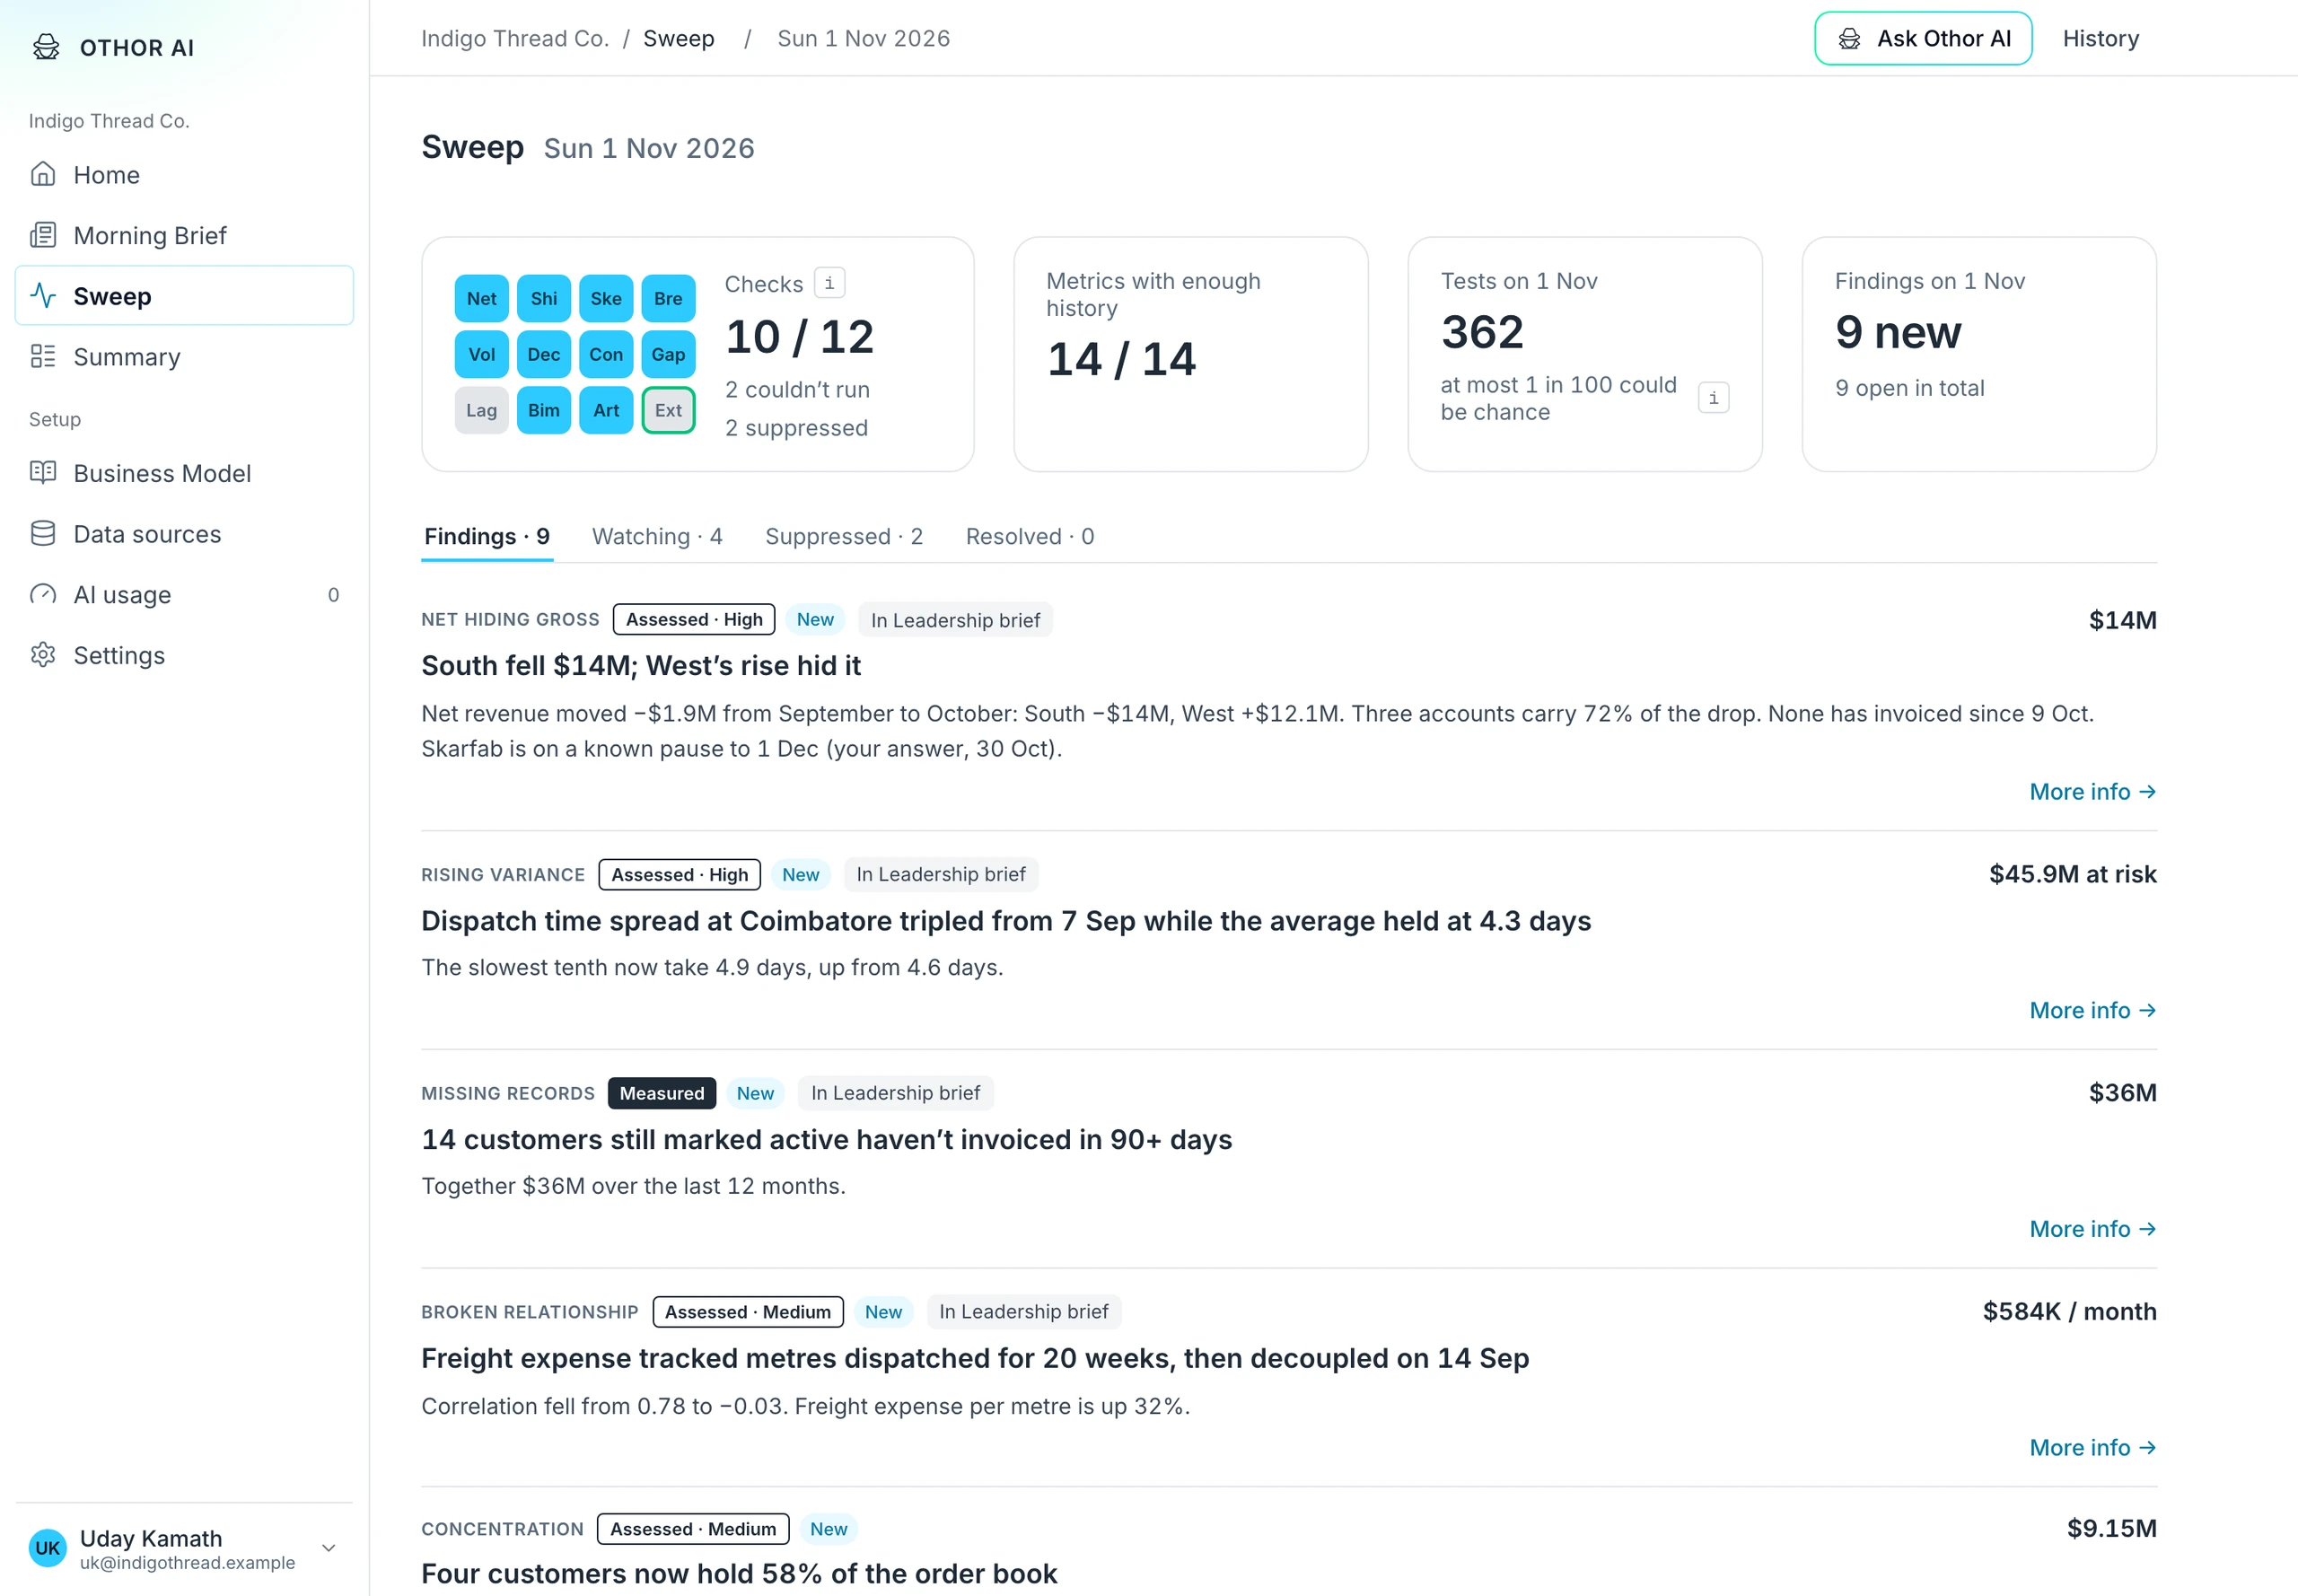 OTHOR AI
Indigo Thread Co.
Home
Morning Brief
Sweep
Summary
Setup
Business Model
Data sources
AI usage 0
Settings
UK
Uday Kamath
uk@indigothread.example
Indigo Thread Co. / Sweep / Sun 1 Nov 2026
Ask Othor AI
History
Sweep Sun 1 Nov 2026
Net Shi Ske Bre
Vol Dec Con Gap
Lag Bim Art Ext
Checks i
10 / 12
2 couldn’t run
2 suppressed
Metrics with enough
history
14 / 14
Tests on 1 Nov
362
at most 1 in 100 could
be chance
i
Findings on 1 Nov
9 new
9 open in total
Findings · 9 Watching · 4 Suppressed · 2 Resolved · 0
NET HIDING GROSS Assessed · High New In Leadership brief $14M
South fell $14M; West’s rise hid it
Net revenue moved −$1.9M from September to October: South −$14M, West +$12.1M. Three accounts carry 72% of the drop. None has invoiced since 9 Oct.
Skarfab is on a known pause to 1 Dec (your answer, 30 Oct).
More info →
RISING VARIANCE Assessed · High New In Leadership brief $45.9M at risk
Dispatch time spread at Coimbatore tripled from 7 Sep while the average held at 4.3 days
The slowest tenth now take 4.9 days, up from 4.6 days.
More info →
MISSING RECORDS Measured New In Leadership brief $36M
14 customers still marked active haven’t invoiced in 90+ days
Together $36M over the last 12 months.
More info →
BROKEN RELATIONSHIP Assessed · Medium New In Leadership brief $584K / month
Freight expense tracked metres dispatched for 20 weeks, then decoupled on 14 Sep
Correlation fell from 0.78 to −0.03. Freight expense per metre is up 32%.
More info →
CONCENTRATION Assessed · Medium New $9.15M
Four customers now hold 58% of the order book